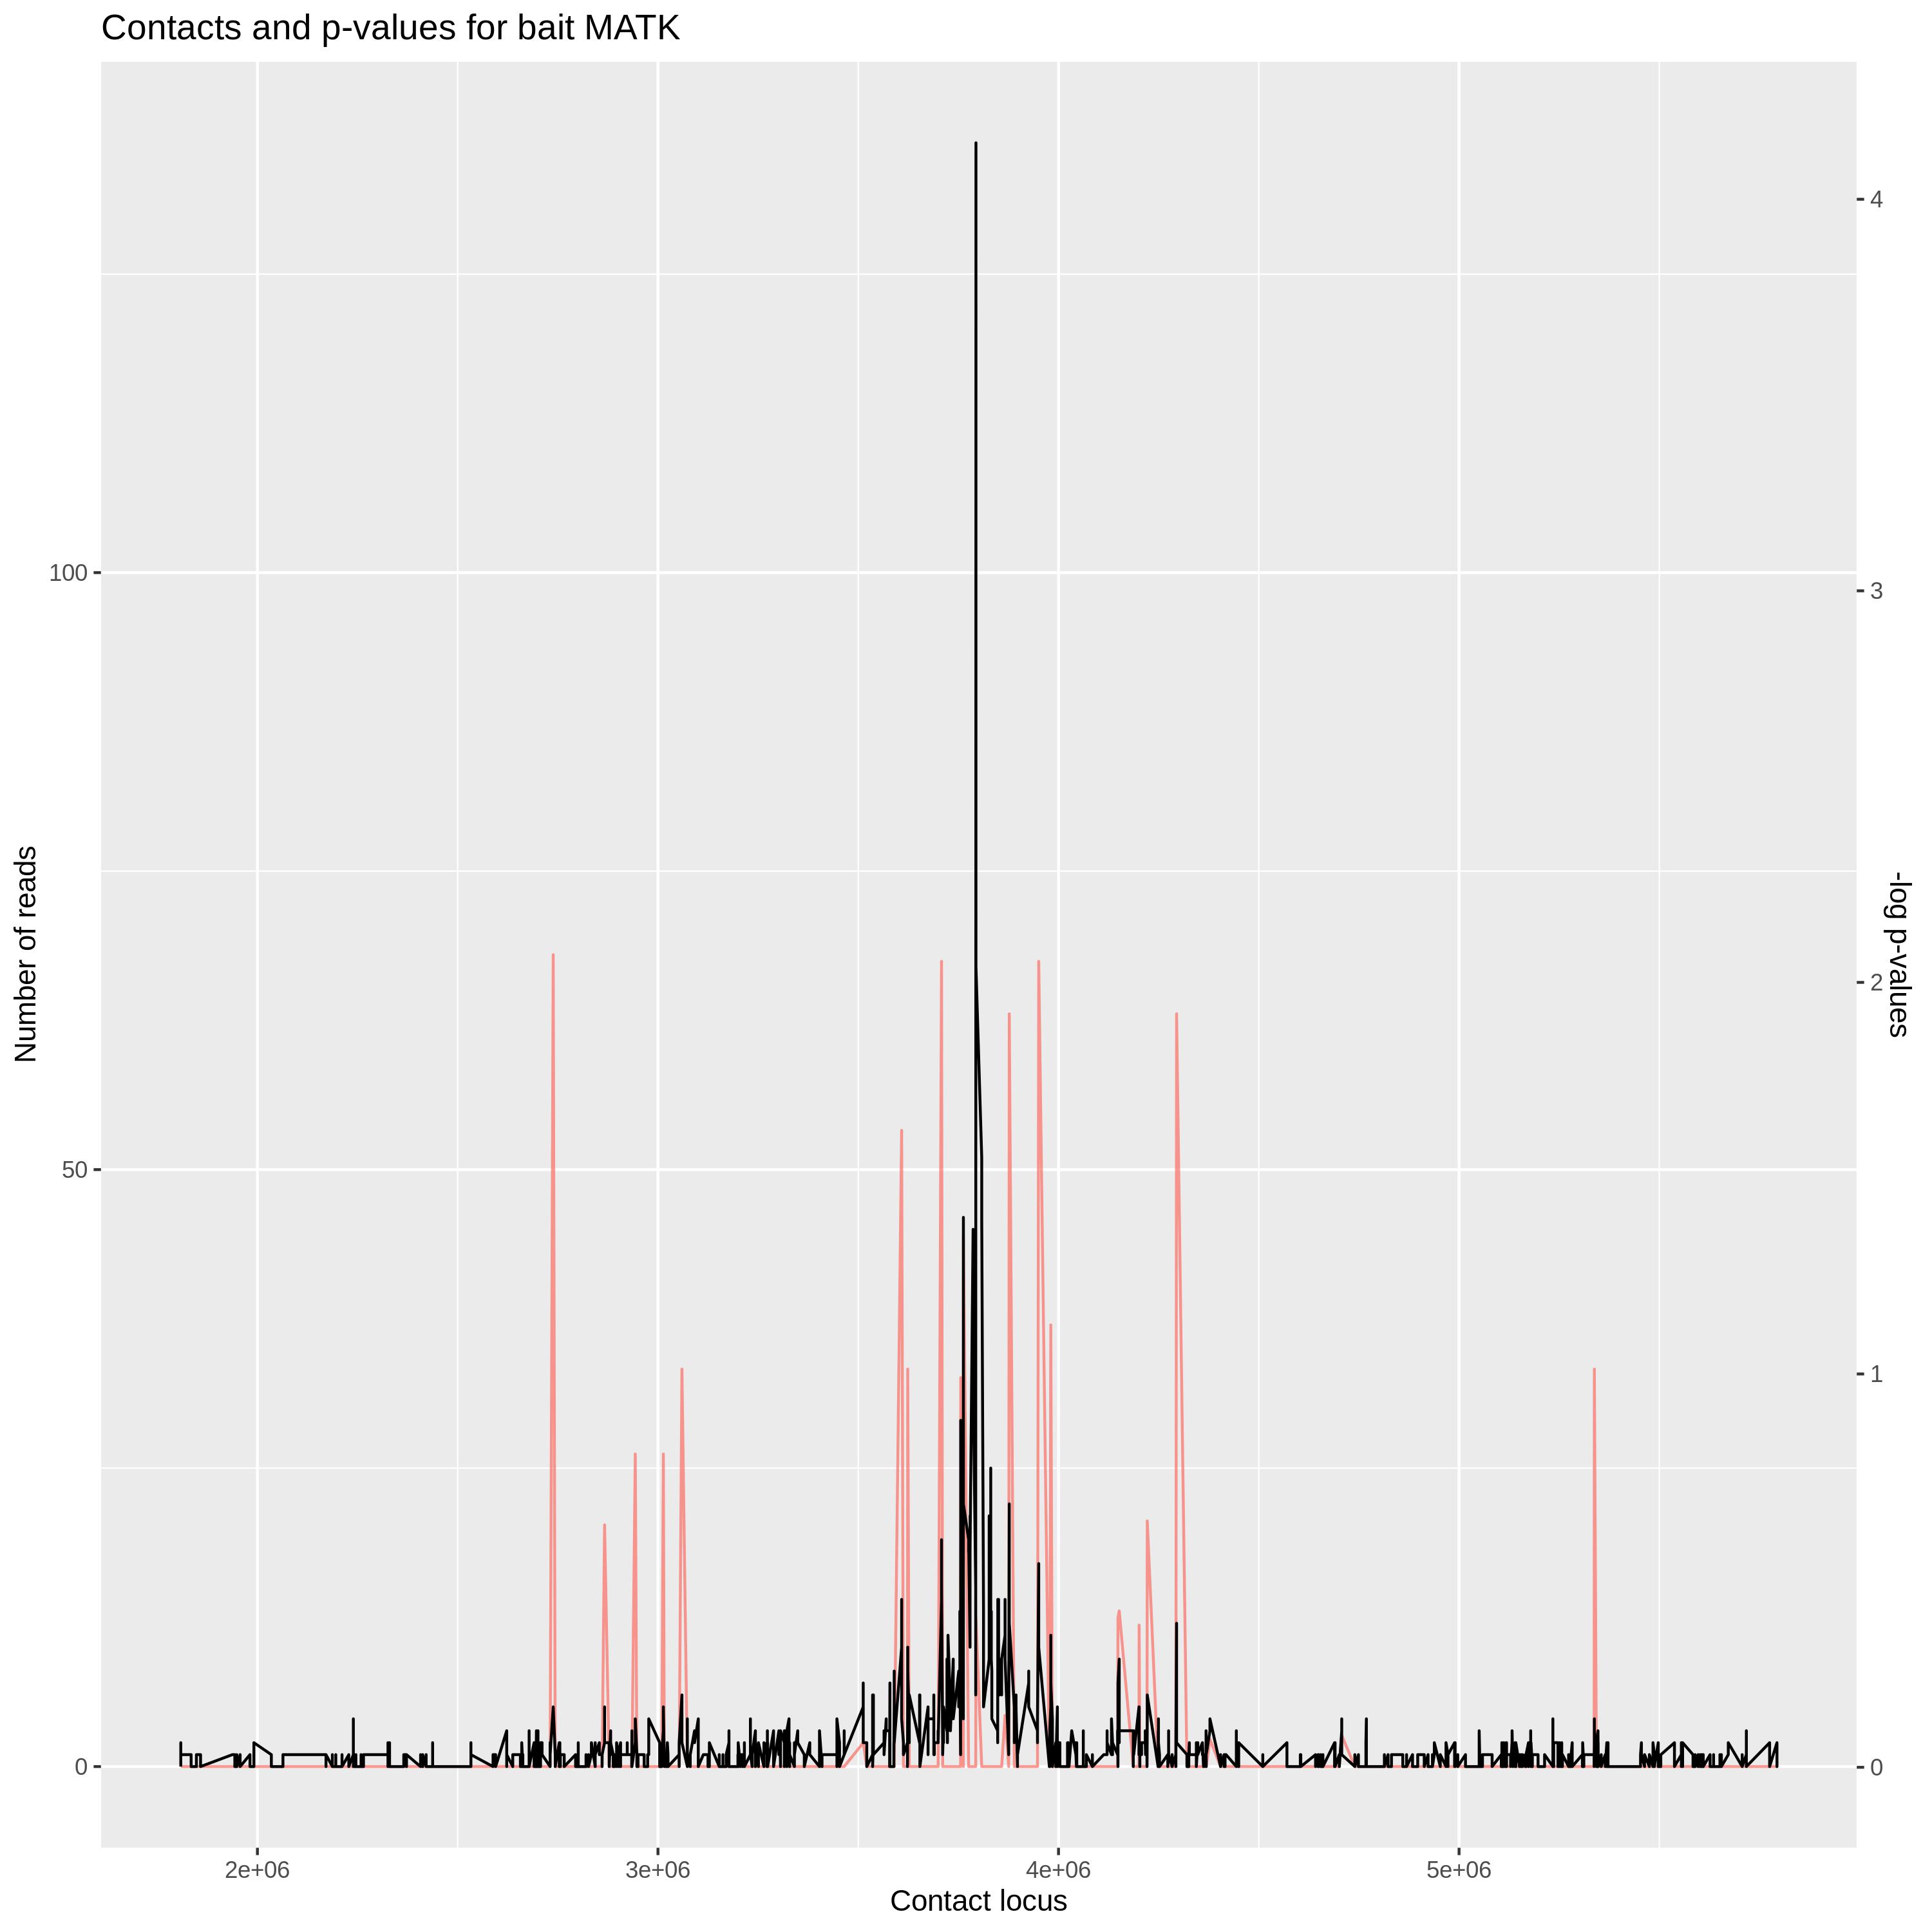 Contacts and p-values for bait MATK
Number of reads
100
50
0
4
3
2
1
0
-log p-values
2e+06
3e+06
4e+06
5e+06
Contact locus